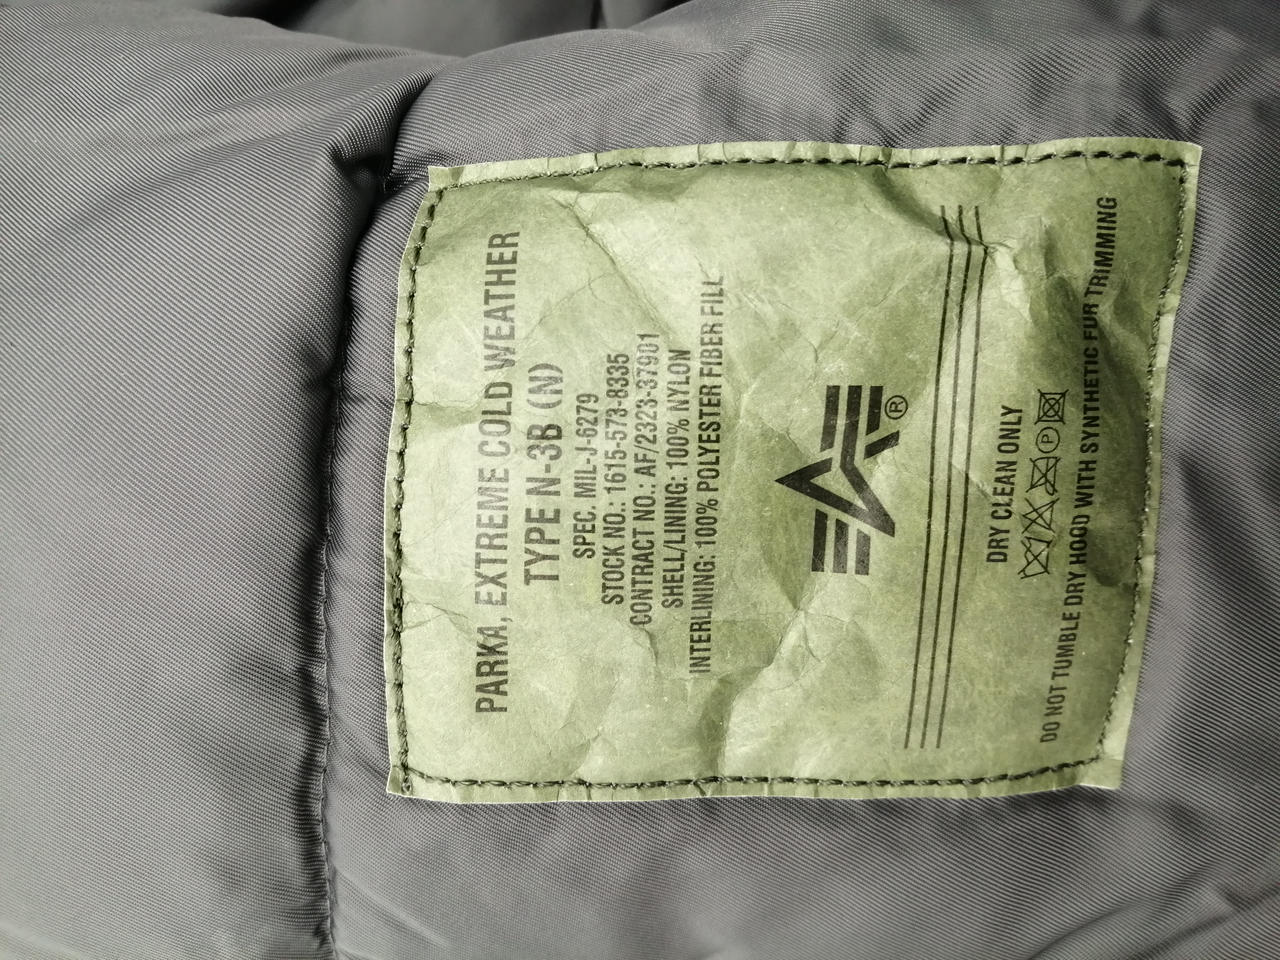 PARKA, EXTREME COLD WEATHER
TYPE N-3B (N)
SPEC. MIL-J-6279
STOCK NO.: 1615-573-8335
CONTRACT NO.: AF/2323-37901
SHELL/LINING: 100% NYLON
INTERLINING: 100% POLYESTER FIBER FILL
®
DRY CLEAN ONLY
P
DO NOT TUMBLE DRY HOOD WITH SYNTHETIC FUR TRIMMING